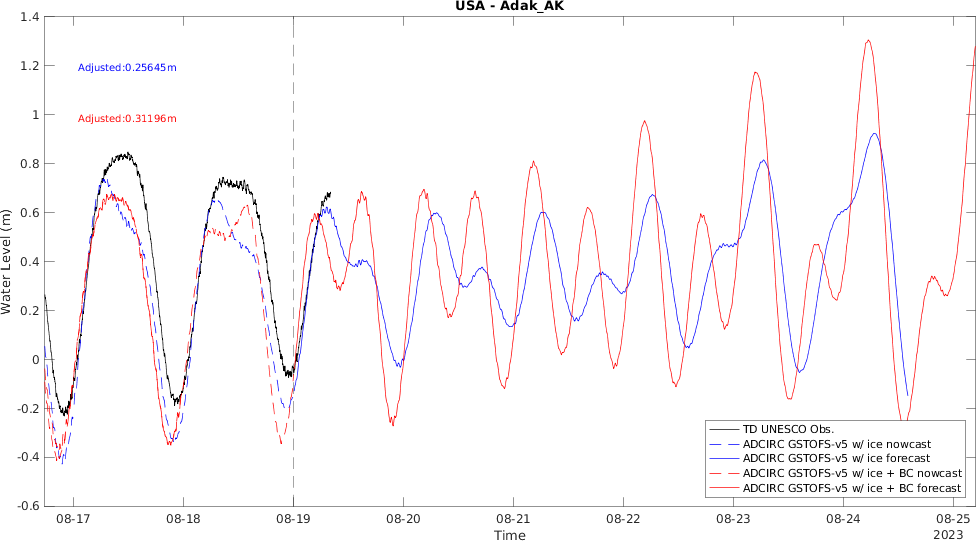 USA - Adak_AK
1.4
1.2
1
0.8
0.6
0.4
0.2
0
-0.2
-0.4
-0.6
Water Level (m)
Adjusted:0.25645m
Adjusted:0.31196m
TD UNESCO Obs.
ADCIRC GSTOFS-v5 w/ ice nowcast
ADCIRC GSTOFS-v5 w/ ice forecast
ADCIRC GSTOFS-v5 w/ ice + BC nowcast
ADCIRC GSTOFS-v5 w/ ice + BC forecast
08-17 08-18 08-19 08-20 08-21 08-22 08-23 08-24 08-25
Time
2023